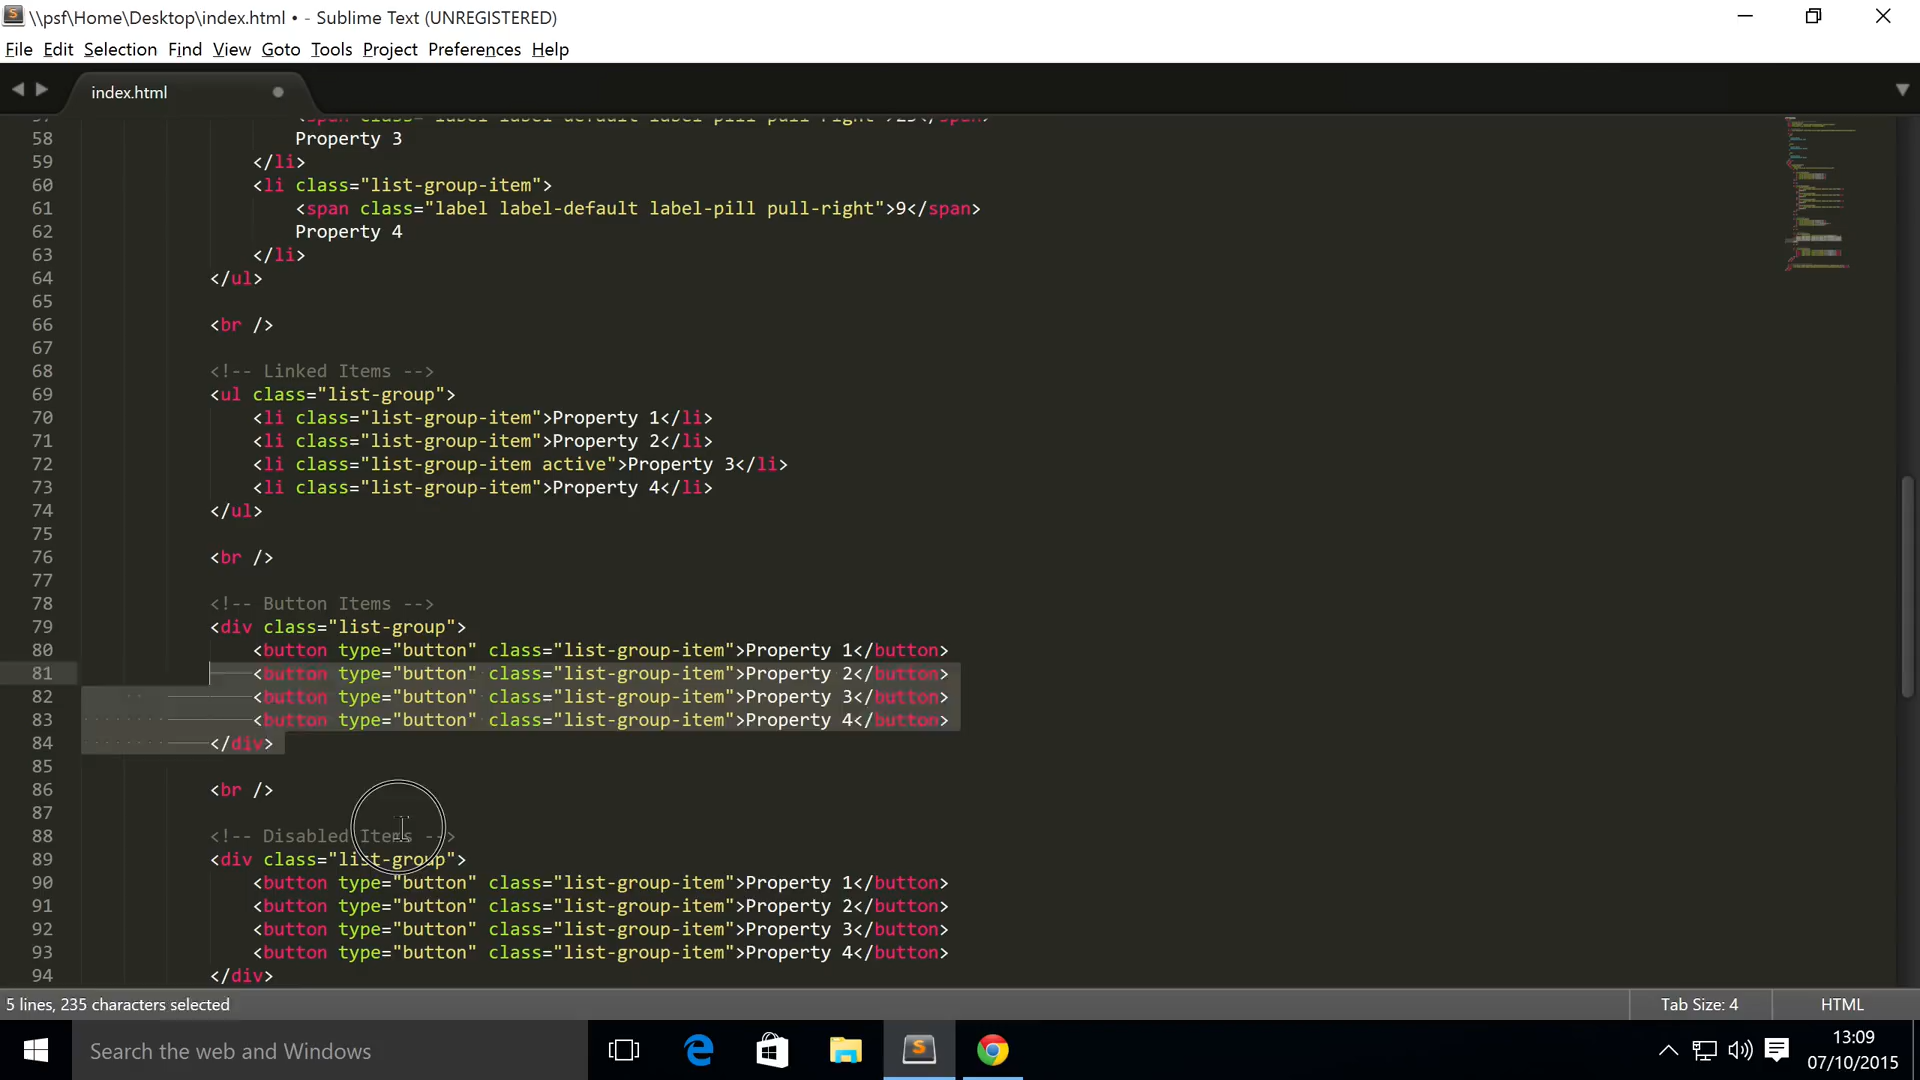 \\psf\Home\Desktop\index.html • - Sublime Text (UNREGISTERED)
File Edit Selection Find View Goto Tools Project Preferences Help
index.html
58 Property 3
59 </li>
60 <li class="list-group-item">
61 <span class="label label-default label-pill pull-right">9</span>
62 Property 4
63 </li>
64 </ul>
65
66 <br />
67
68 <!-- Linked Items -->
69 <ul class="list-group">
70 <li class="list-group-item">Property 1</li>
71 <li class="list-group-item">Property 2</li>
72 <li class="list-group-item active">Property 3</li>
73 <li class="list-group-item">Property 4</li>
74 </ul>
75
76 <br />
77
78 <!-- Button Items -->
79 <div class="list-group">
80 <button type="button" class="list-group-item">Property 1</button>
81 <button type="button" class="list-group-item">Property 2</button>
82 <button type="button" class="list-group-item">Property 3</button>
83 <button type="button" class="list-group-item">Property 4</button>
84 </div>
85
86 <br />
87
88 <!-- Disabled Items -->
89 <div class="list-group">
90 <button type="button" class="list-group-item">Property 1</button>
91 <button type="button" class="list-group-item">Property 2</button>
92 <button type="button" class="list-group-item">Property 3</button>
93 <button type="button" class="list-group-item">Property 4</button>
94 </div>
5 lines, 235 characters selected Tab Size: 4 HTML
Search the web and Windows
13:09
07/10/2015